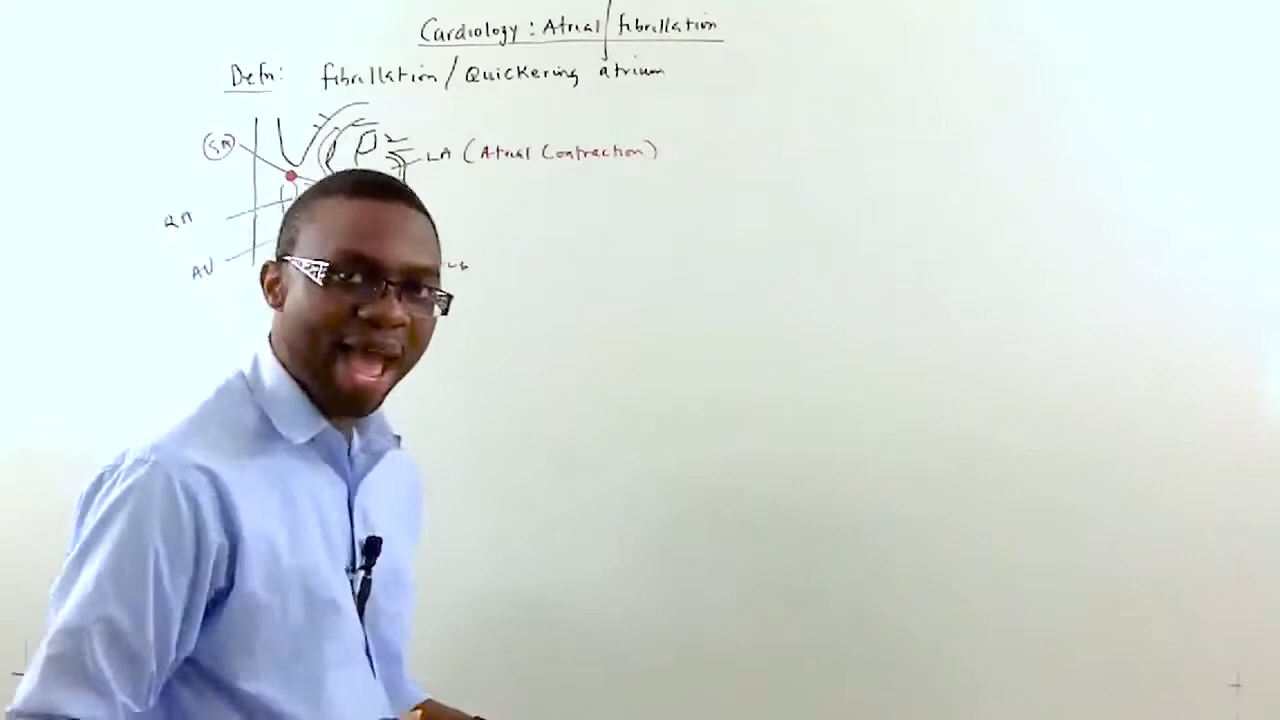 Cardiology : Atrial fibrillation
Defn: fibrillation / Quickering atrium
SA
LA (Atrial Contraction)
RA
AV